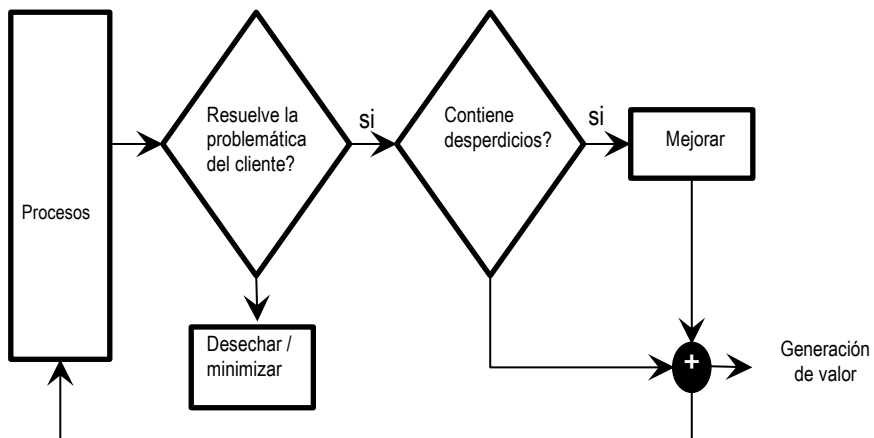 Procesos
Resuelve la
problemática
del cliente?
si
Contiene
desperdicios?
si
Mejorar
Desechar /
minimizar
+
Generación
de valor